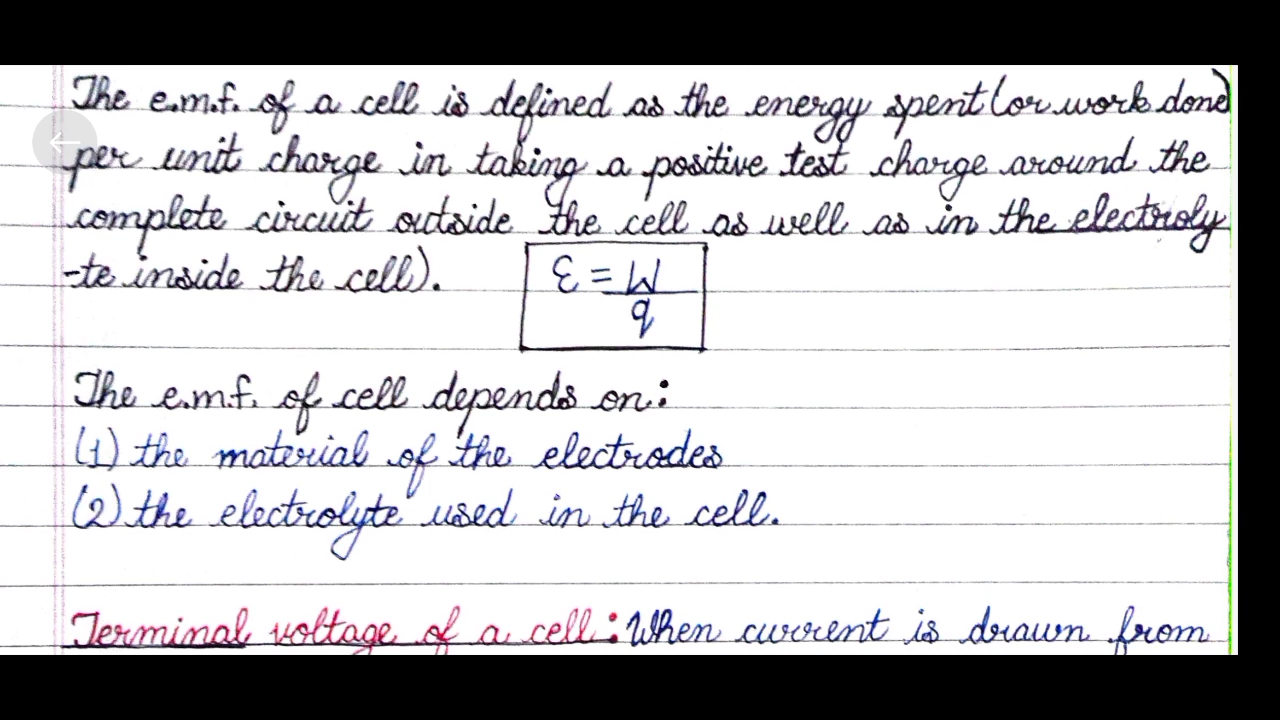 The e.m.f. of a cell is defined as the energy spent (or work done)
per unit charge in taking a positive test charge around the
complete circuit outside the cell as well as in the electroly
-te inside the cell).
ε = W
q
The e.m.f. of cell depends on:
(1) the material of the electrodes
(2) the electrolyte used in the cell.
Terminal voltage of a cell: When current is drawn from